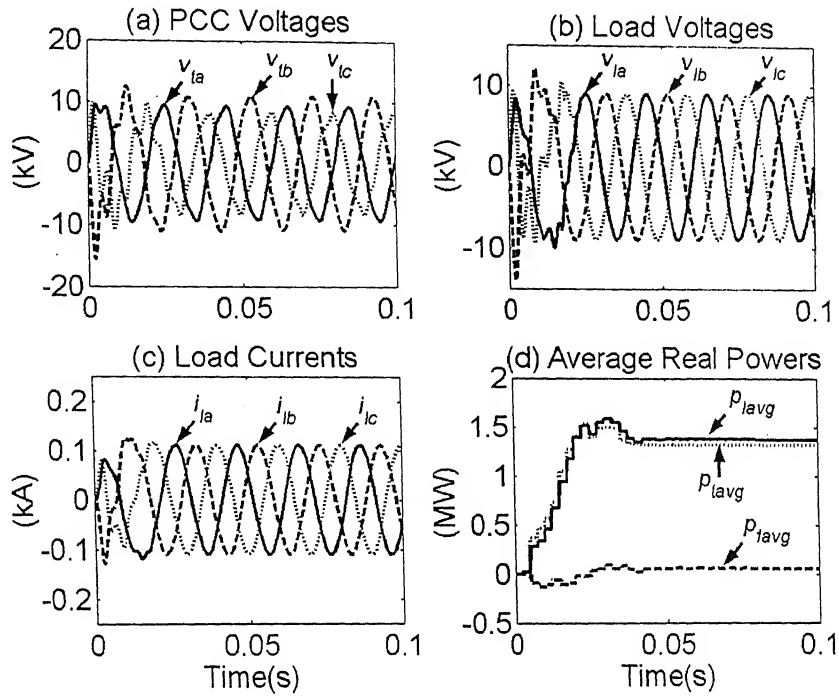 (a) PCC Voltages
20
10
0
-10
-20
(kV)
v_ta
v_tb
v_tc
0
0.05
0.1
(b) Load Voltages
10
0
-10
(kV)
v_la
v_lb
v_lc
0
0.05
0.1
(c) Load Currents
0.2
0.1
0
-0.1
-0.2
(kA)
i_la
i_lb
i_lc
0
0.05
0.1
Time(s)
(d) Average Real Powers
2
1.5
1
0.5
0
-0.5
(MW)
p_lavg
p_tavg
0
0.05
0.1
Time(s)